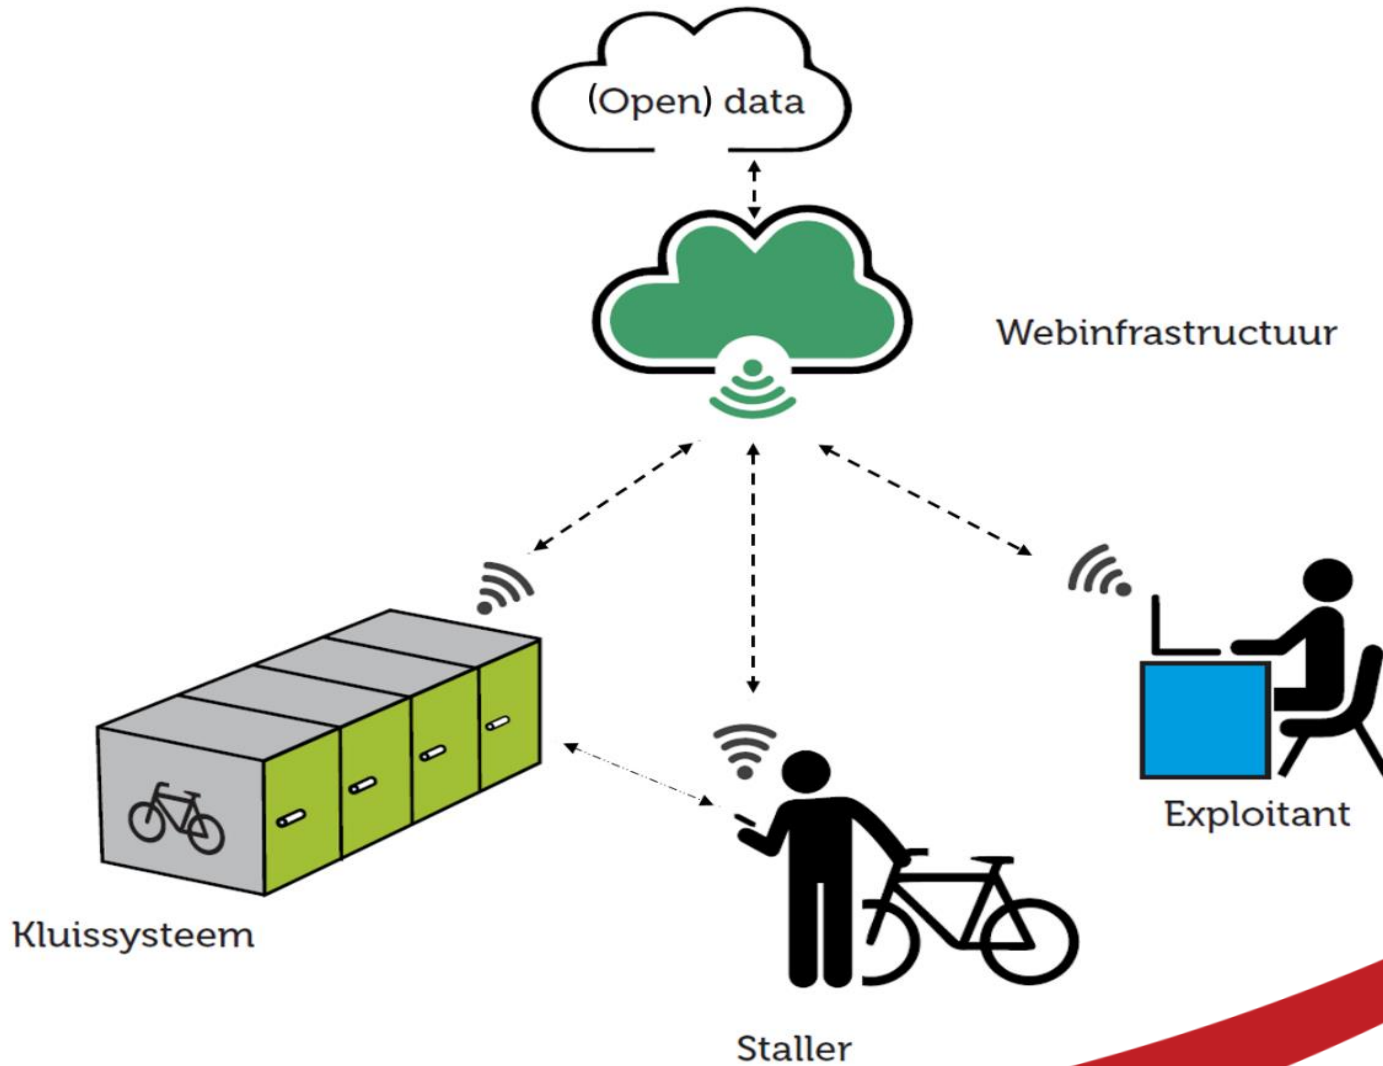 (Open) data
Webinfrastructuur
Exploitant
Kluissysteem
Staller